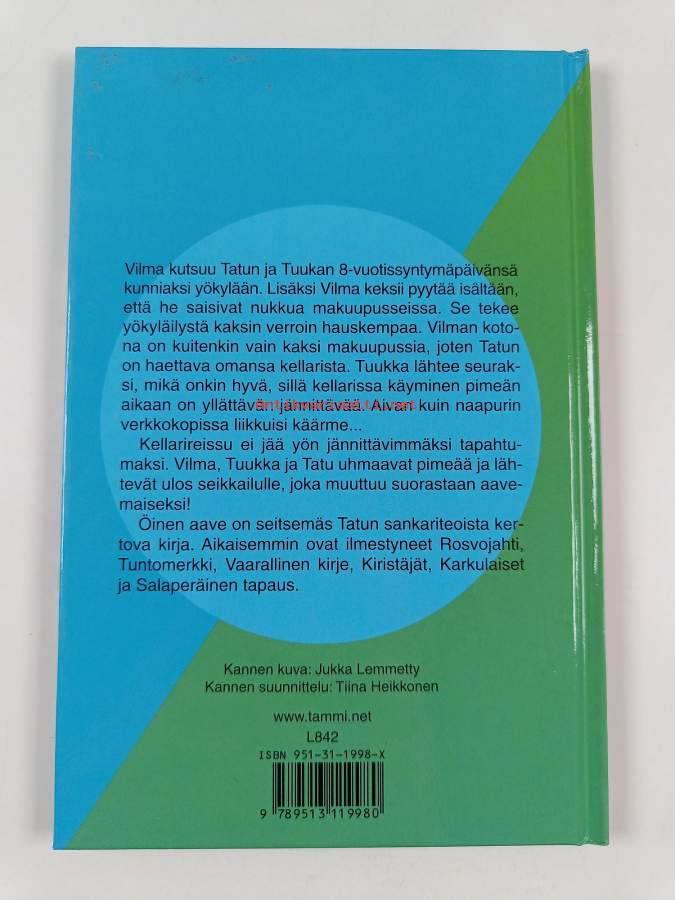 Vilma kutsuu Tatun ja Tuukan 8-vuotissyntymäpäivänsä
kunniaksi yökylään. Lisäksi Vilma keksii pyytää isältään,
että he saisivat nukkua makuupusseissa. Se tekee
yökyläilystä kaksin verroin hauskempaa. Vilman koto-
na on kuitenkin vain kaksi makuupussia, joten Tatun
on haettava omansa kellarista. Tuukka lähtee seurak-
si, mikä onkin hyvä, sillä kellarissa käyminen pimeän
aikaan on yllättävän jännittävää. Aivan kuin naapurin
verkkokopissa liikkuisi käärme...
Kellarireissu ei jää yön jännittävimmäksi tapahtu-
maksi. Vilma, Tuukka ja Tatu uhmaavat pimeää ja läh-
tevät ulos seikkailulle, joka muuttuu suorastaan aave-
maiseksi!
Öinen aave on seitsemäs Tatun sankariteoista ker-
tova kirja. Aikaisemmin ovat ilmestyneet Rosvojahti,
Tuntomerkki, Vaarallinen kirje, Kiristäjät, Karkulaiset
ja Salaperäinen tapaus.
Kannen kuva: Jukka Lemmetty
Kannen suunnittelu: Tiina Heikkonen
www.tammi.net
L842
ISBN 951-31-1998-X
9 789513 119980